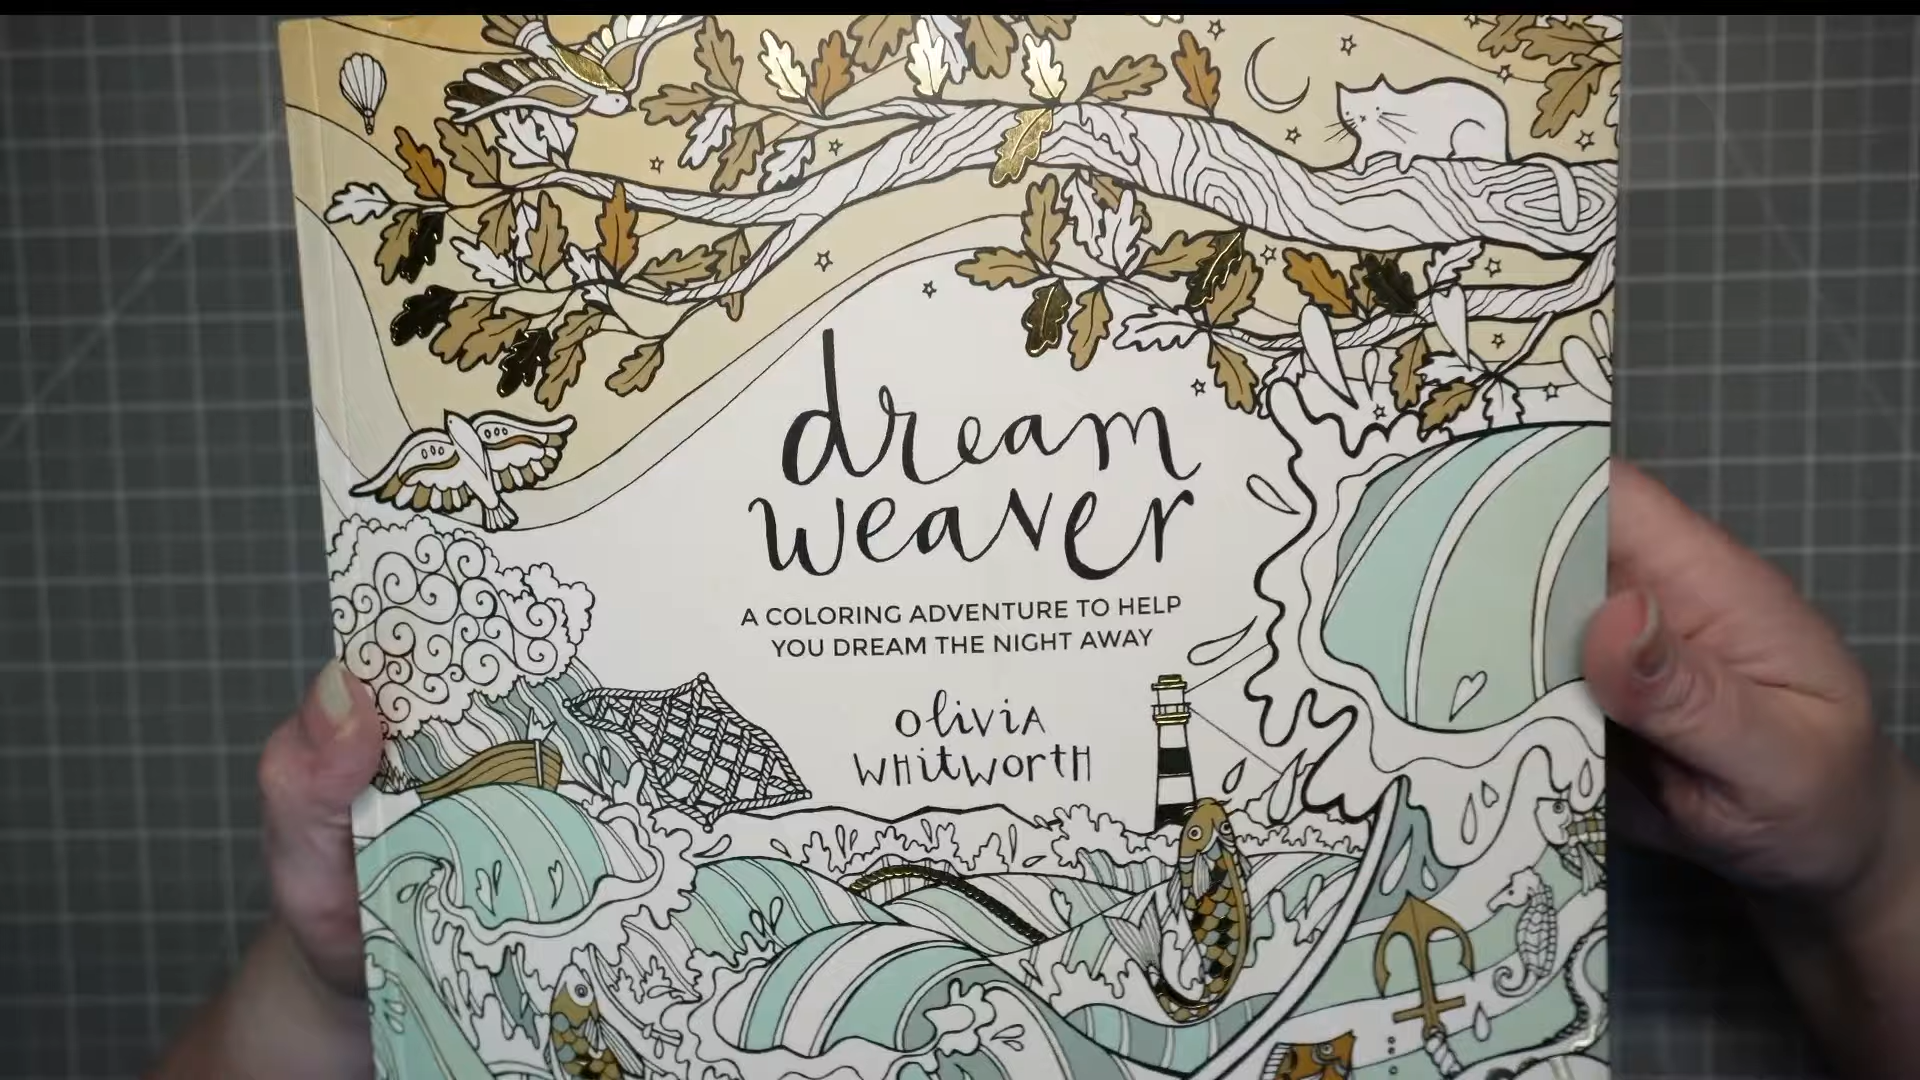 dream
weaver
A COLORING ADVENTURE TO HELP
YOU DREAM THE NIGHT AWAY
olivia
whitworth